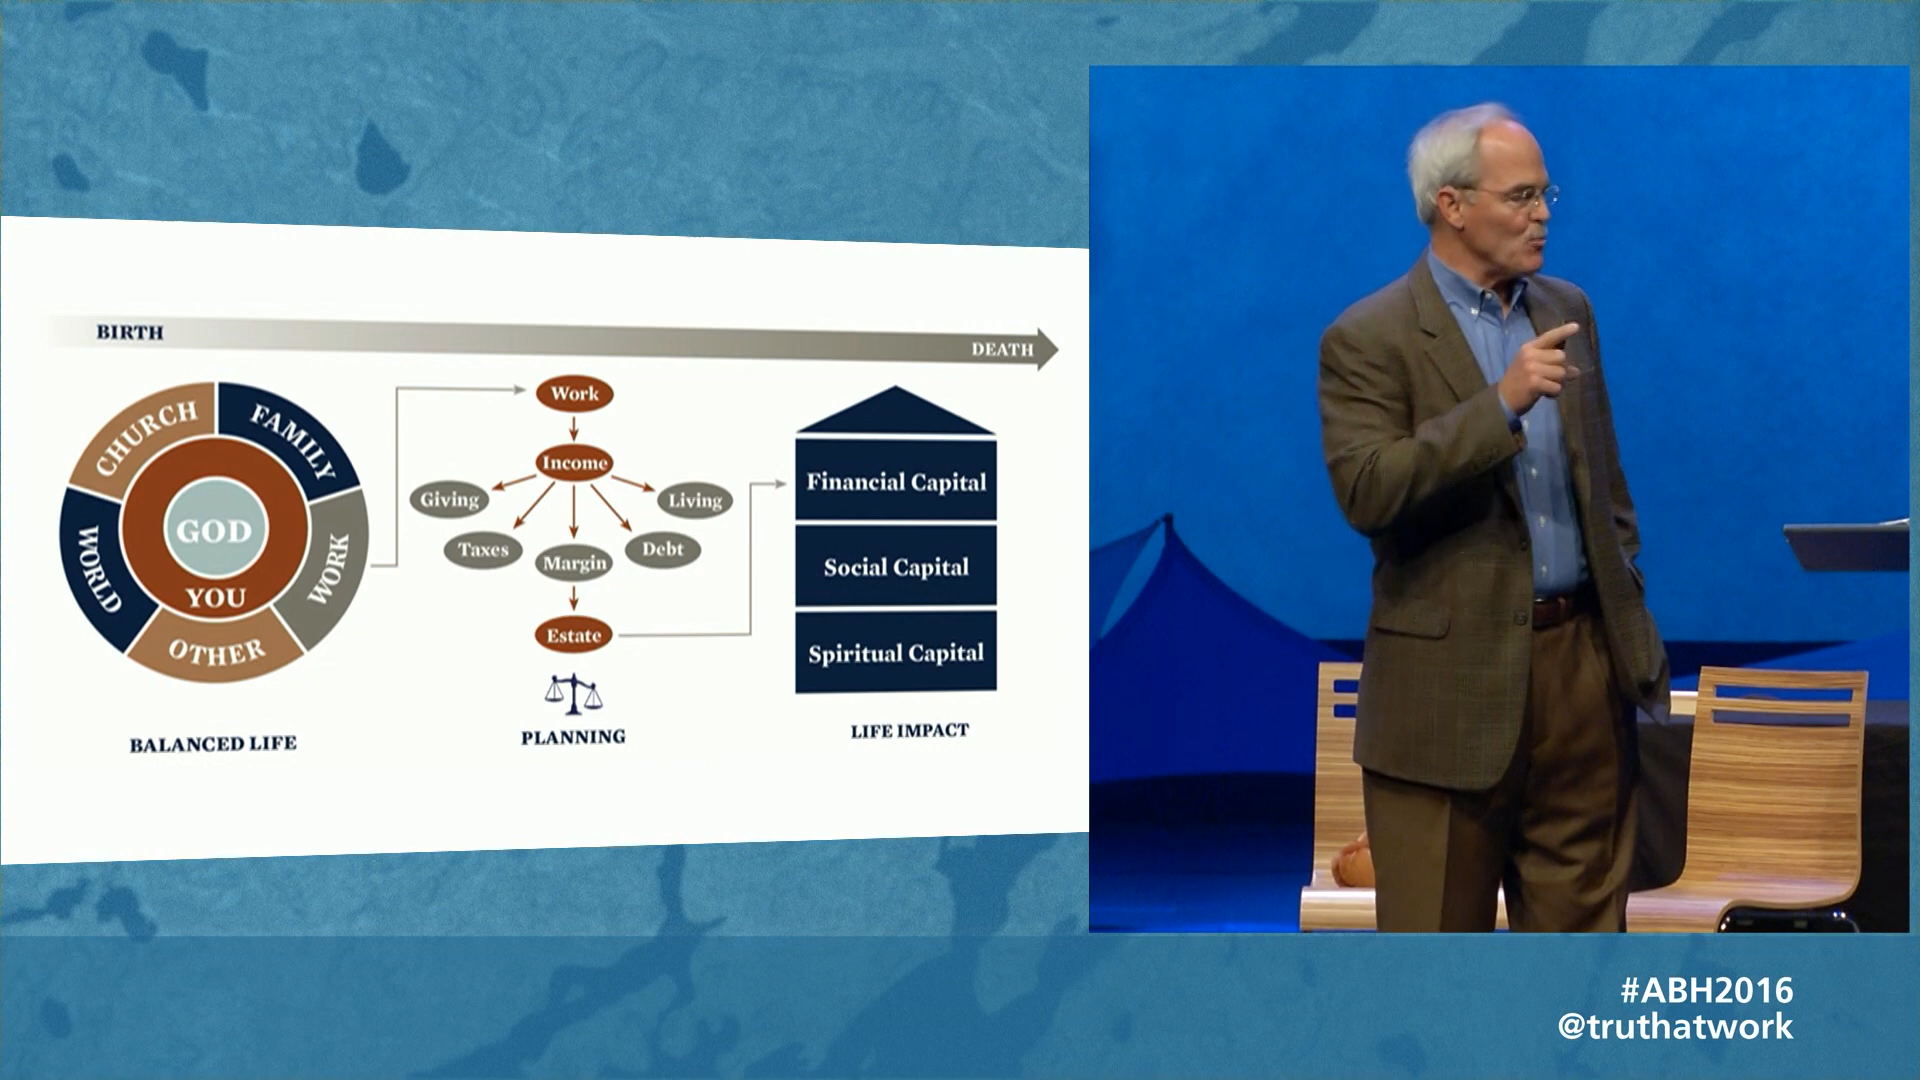 BIRTH
DEATH
CHURCH
FAMILY
WORLD
WORK
OTHER
GOD
YOU
BALANCED LIFE
Work
Income
Giving
Living
Taxes
Margin
Debt
Estate
PLANNING
Financial Capital
Social Capital
Spiritual Capital
LIFE IMPACT
#ABH2016
@truthatwork